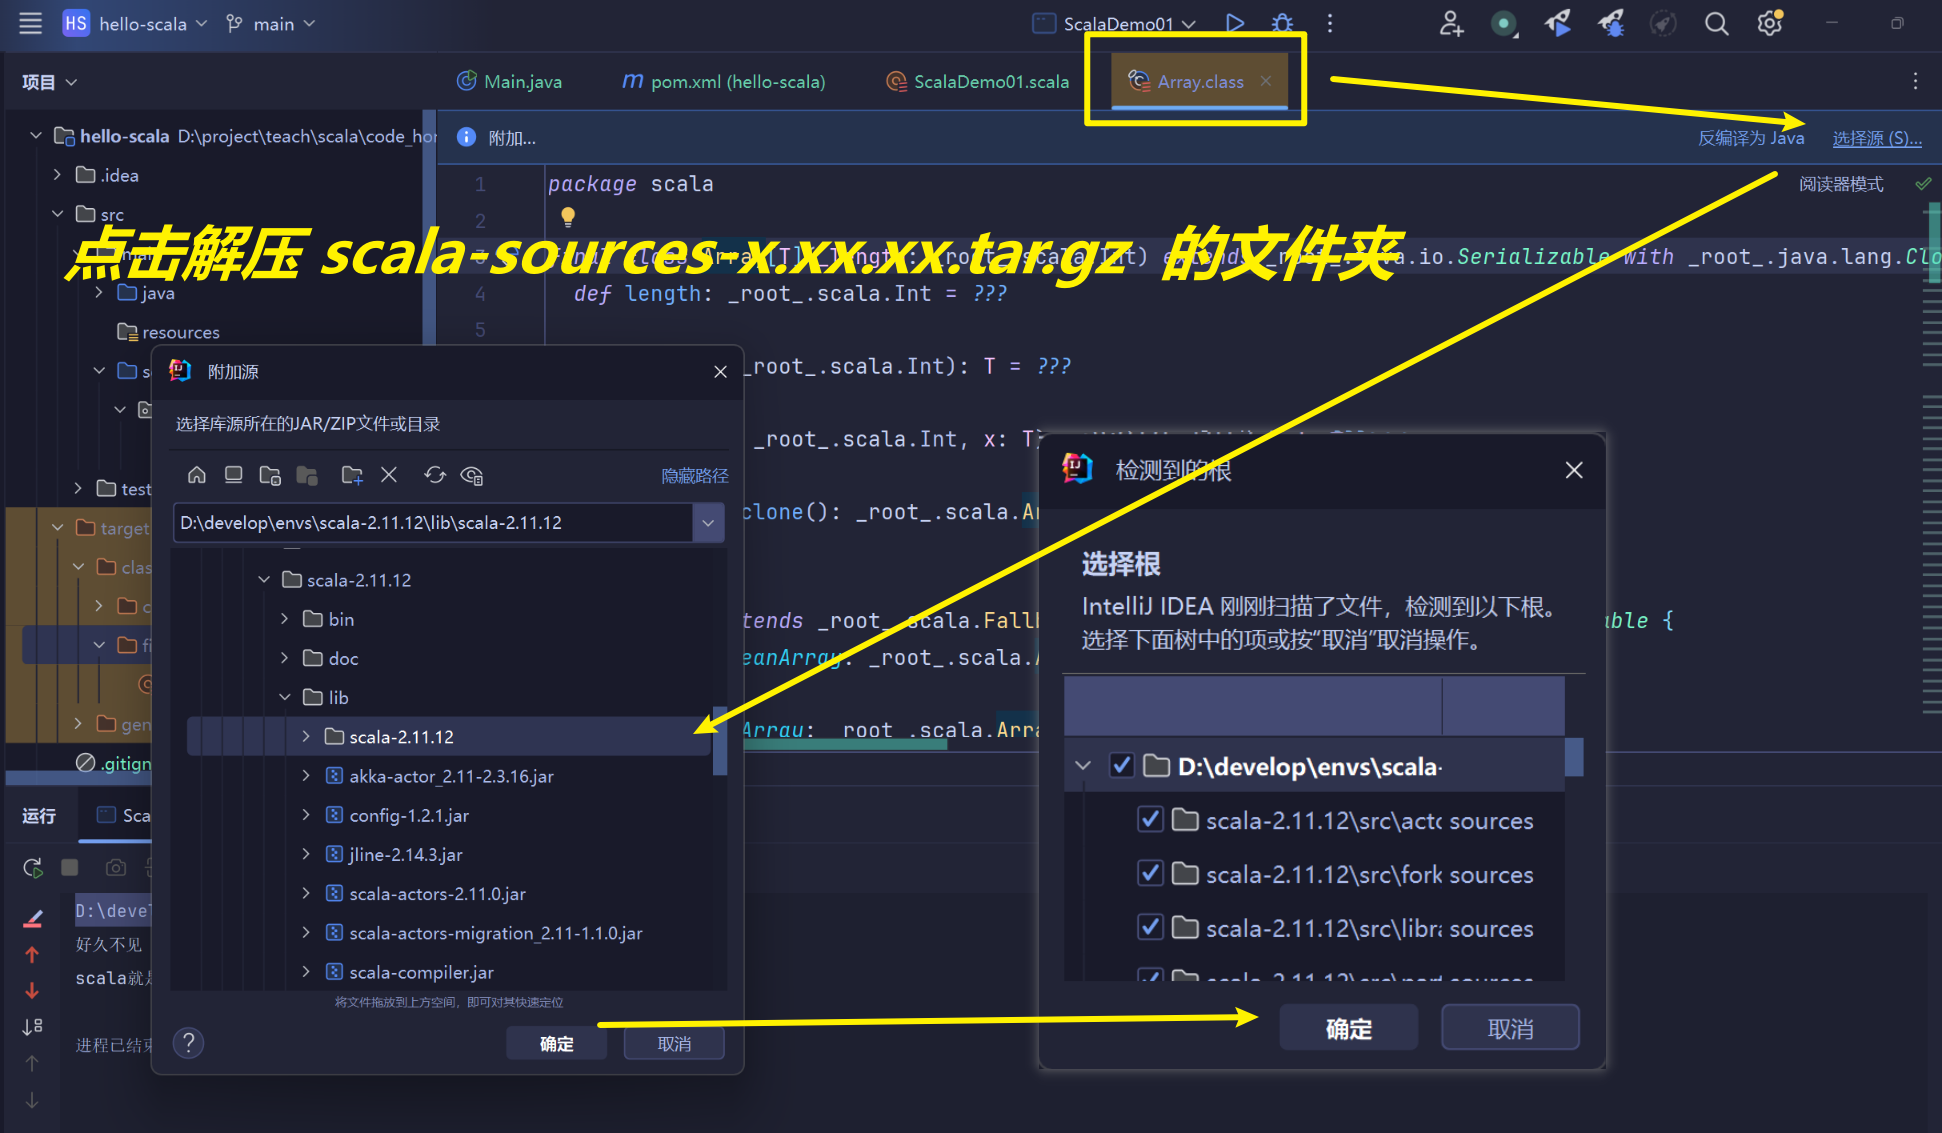 HS hello-scala
main
ScalaDemo01
项目
Main.java
m pom.xml (hello-scala)
ScalaDemo01.scala
Array.class
hello-scala D:\project\teach\scala\code_hor
附加...
反编译为 Java
选择源 (S)...
.idea
src
java
resources
test
target
clas
gen
.gitign
阅读器模式
1 package scala
2
点击解压 scala-sources-x.xx.xx.tar.gz 的文件夹
4 def length: _root_.scala.Int = ???
5
_root_.scala.Int): T = ???
_root_.scala.Int, x: T
clone(): _root_.scala.Ar
tends _root_.scala.Fallb
able {
eanArray: _root_.scala.
Array: _root_.scala.Arra
附加源
选择库源所在的JAR/ZIP文件或目录
隐藏路径
D:\develop\envs\scala-2.11.12\lib\scala-2.11.12
scala-2.11.12
bin
doc
lib
scala-2.11.12
akka-actor_2.11-2.3.16.jar
config-1.2.1.jar
jline-2.14.3.jar
scala-actors-2.11.0.jar
scala-actors-migration_2.11-1.1.0.jar
scala-compiler.jar
将文件拖放到上方空间，即可对其快速定位
?
确定
取消
检测到的根
选择根
IntelliJ IDEA 刚刚扫描了文件，检测到以下根。
选择下面树中的项或按“取消”取消操作。
D:\develop\envs\scala-
scala-2.11.12\src\actc sources
scala-2.11.12\src\fork sources
scala-2.11.12\src\libra sources
确定
取消
运行
Sca
D:\devel
好久不见
scala就是
进程已结束